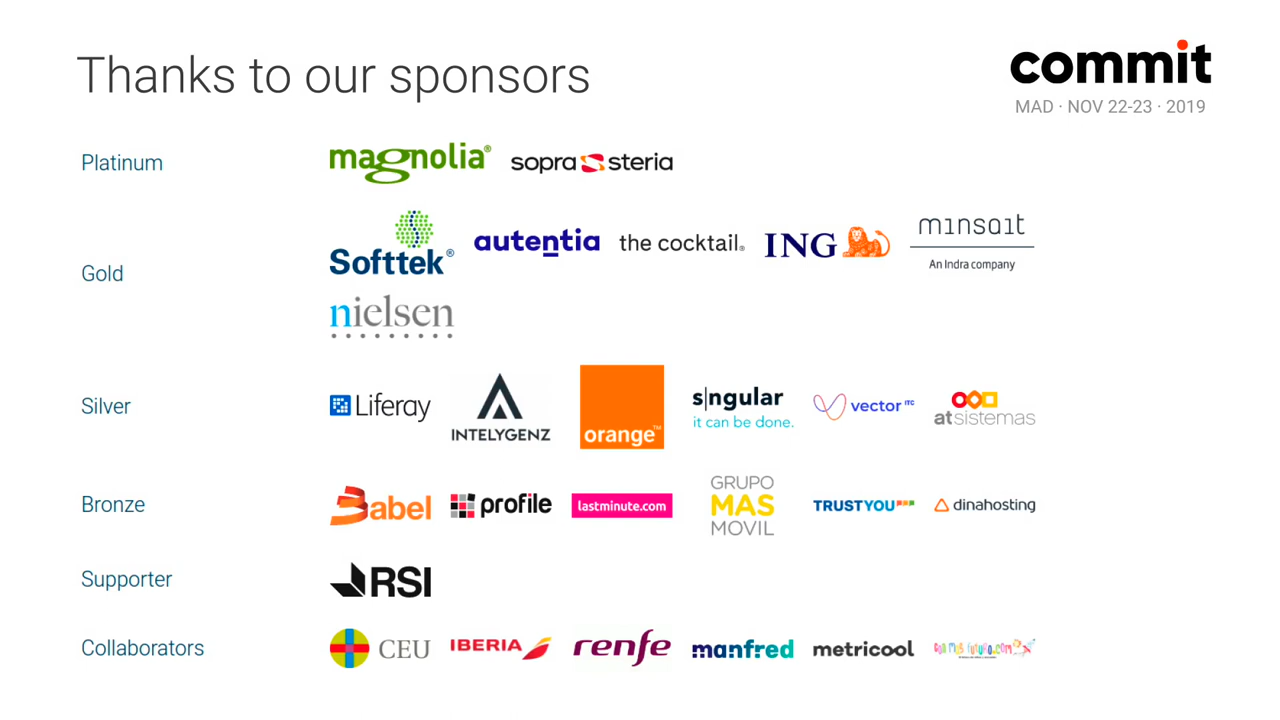 Thanks to our sponsors
commit
MAD · NOV 22-23 · 2019
Platinum
magnolia®
sopra steria
Gold
Softtek®
autentia
the cocktail®
ING
minsait
An Indra company
nielsen
Silver
Liferay
INTELYGENZ
orange™
s|ngular
it can be done.
vector ITC
atsistemas
Bronze
Babel
profile
lastminute.com
GRUPO
MAS
MOVIL
TRUSTYOU
dinahosting
Supporter
RSI
Collaborators
CEU
IBERIA
renfe
manfred
metricool